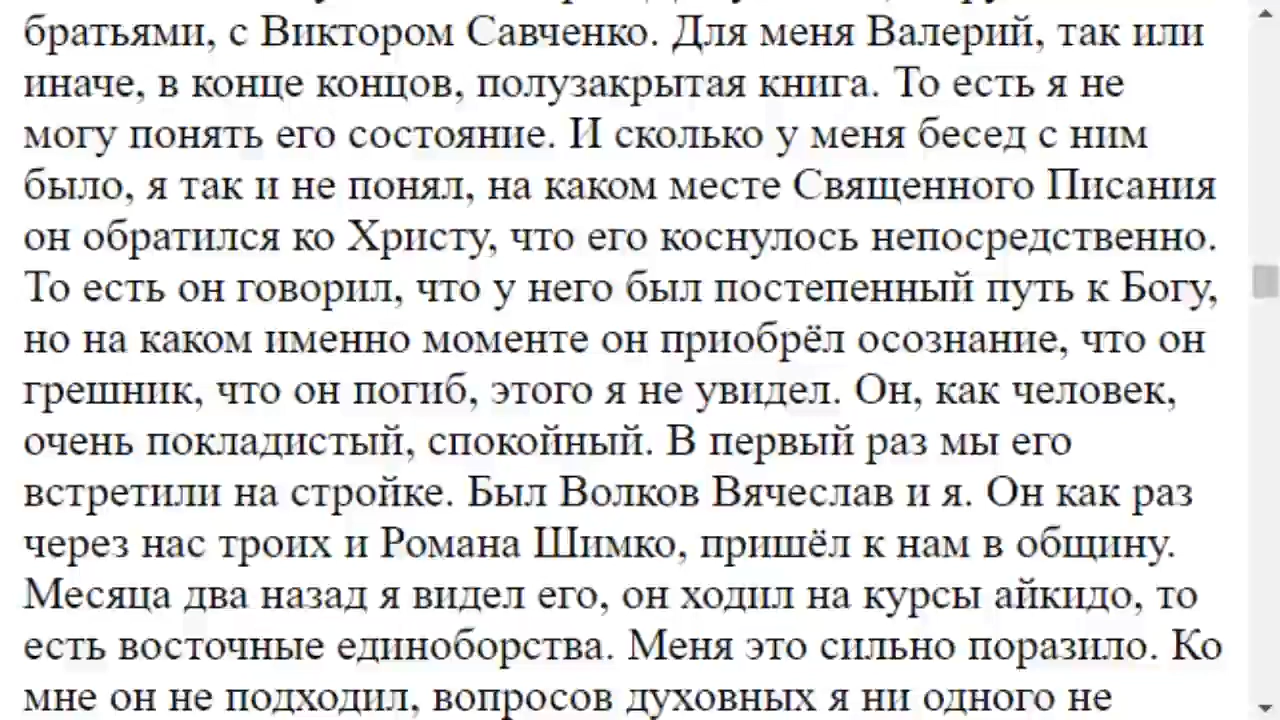 братьями, с Виктором Савченко. Для меня Валерий, так или
иначе, в конце концов, полузакрытая книга. То есть я не
могу понять его состояние. И сколько у меня бесед с ним
было, я так и не понял, на каком месте Священного Писания
он обратился ко Христу, что его коснулось непосредственно.
То есть он говорил, что у него был постепенный путь к Богу,
но на каком именно моменте он приобрёл осознание, что он
грешник, что он погиб, этого я не увидел. Он, как человек,
очень покладистый, спокойный. В первый раз мы его
встретили на стройке. Был Волков Вячеслав и я. Он как раз
через нас троих и Романа Шимко, пришёл к нам в общину.
Месяца два назад я видел его, он ходил на курсы айкидо, то
есть восточные единоборства. Меня это сильно поразило. Ко
мне он не подходил, вопросов духовных я ни одного не